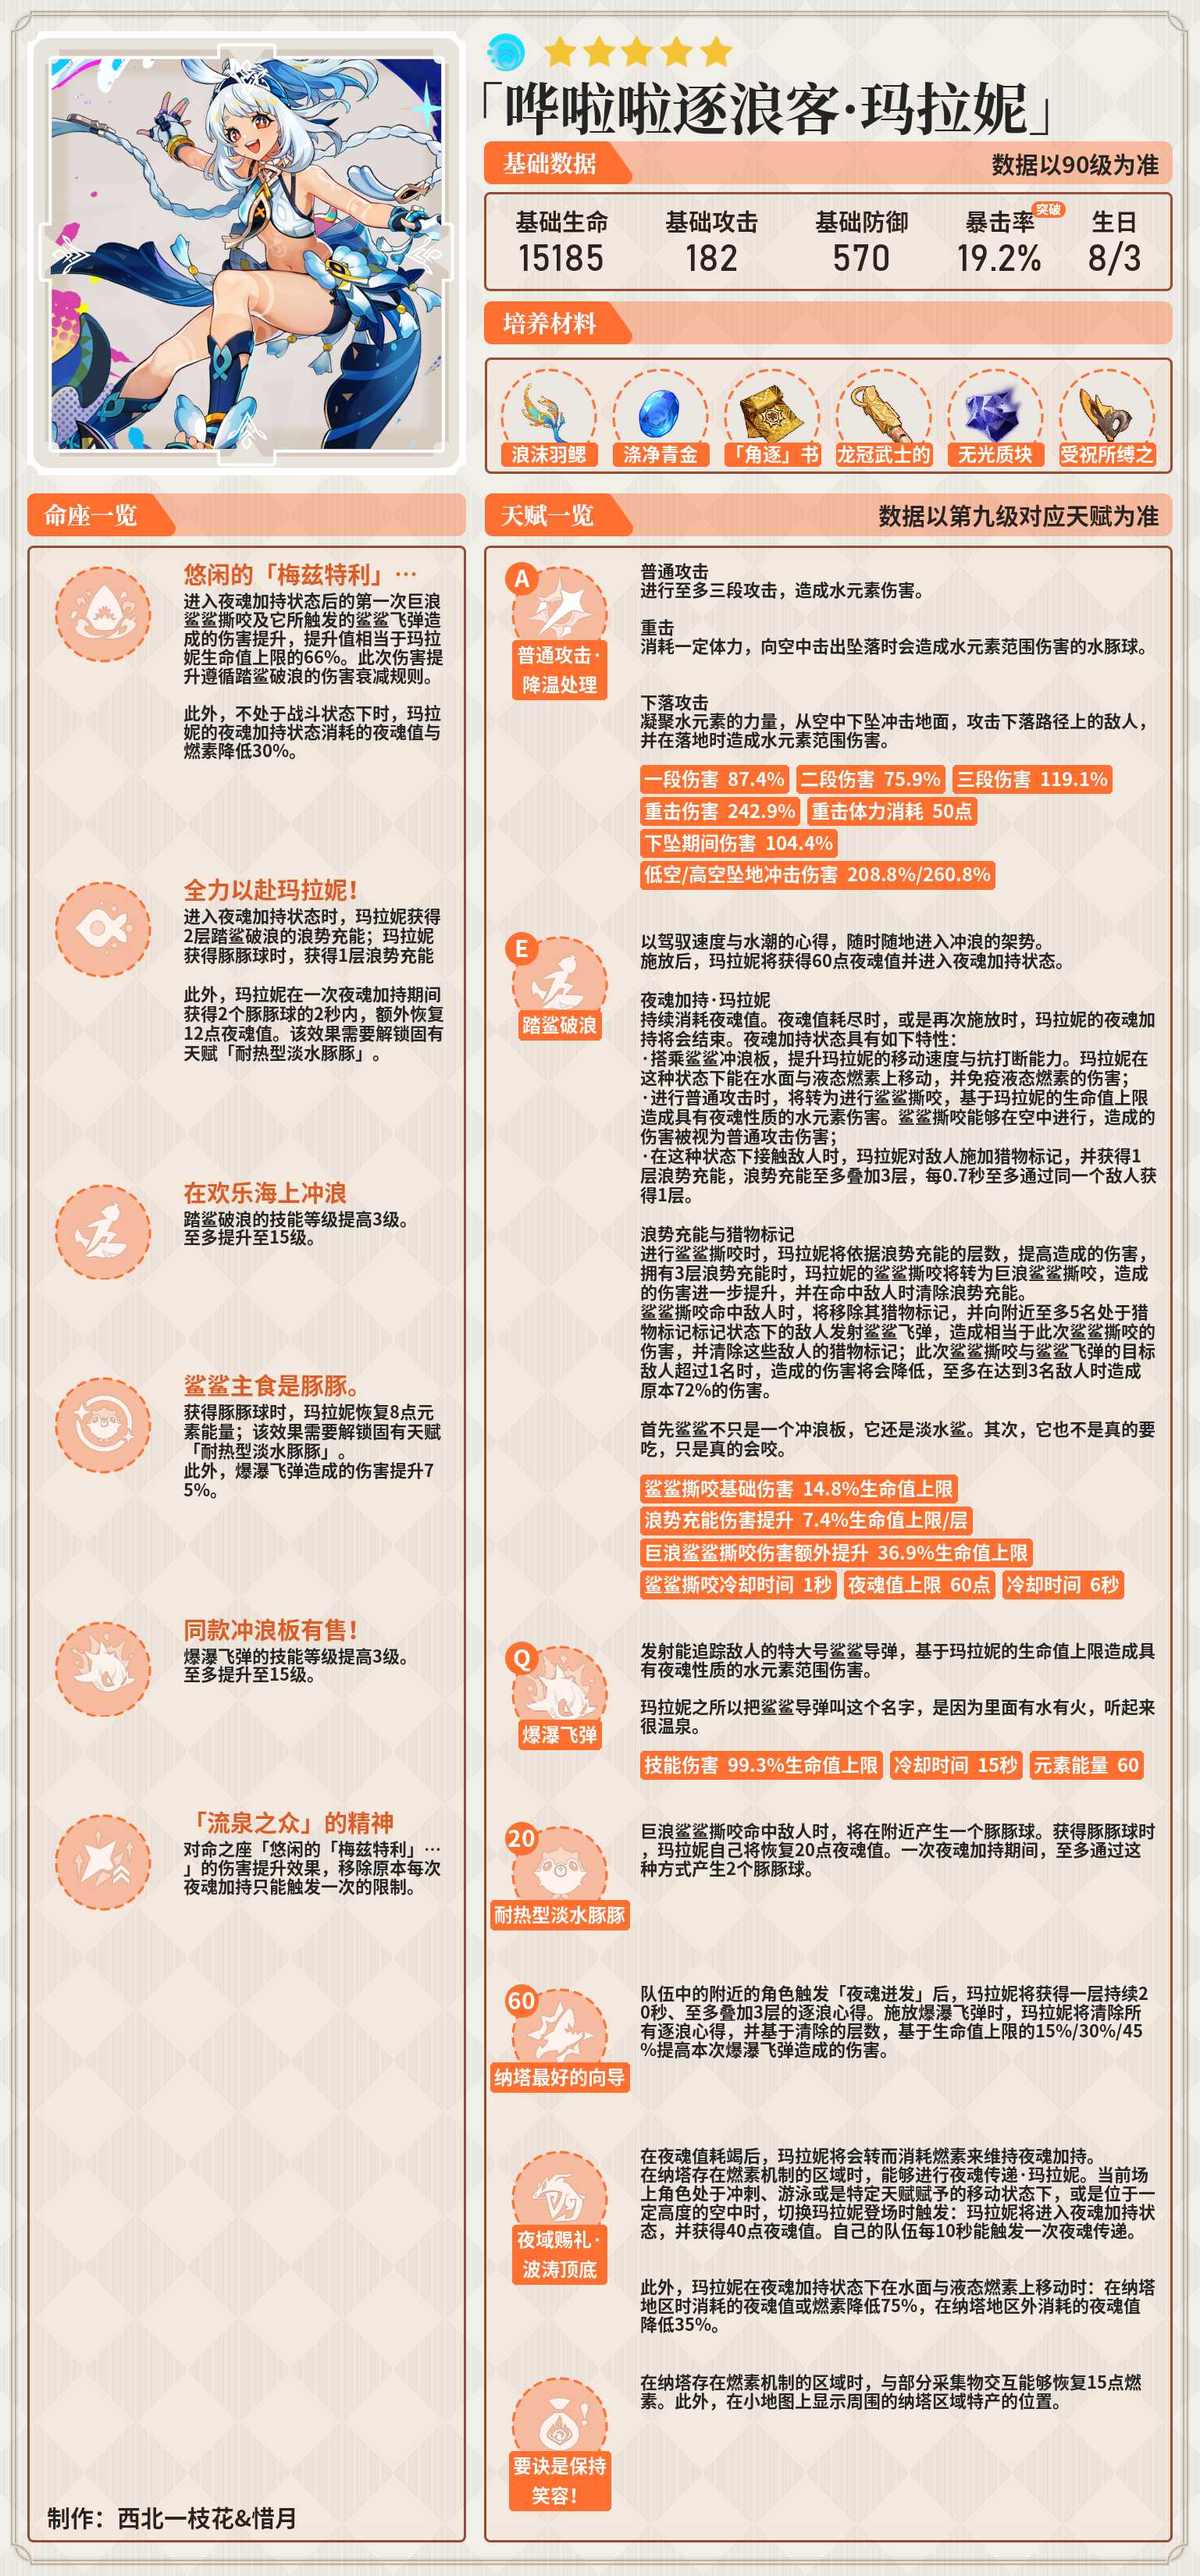 「哗啦啦逐浪客·玛拉妮」
基础数据
数据以90级为准
基础生命 基础攻击 基础防御 暴击率 突破 生日
15185 182 570 19.2% 8/3
培养材料
浪沫羽鳃 涤净青金 「角逐」书 龙冠武士的 无光质块 受祝所缚之
命座一览
悠闲的「梅兹特利」…
进入夜魂加持状态后的第一次巨浪
鲨鲨撕咬及它所触发的鲨鲨飞弹造
成的伤害提升，提升值相当于玛拉
妮生命值上限的66%。此次伤害提
升遵循踏鲨破浪的伤害衰减规则。
此外，不处于战斗状态下时，玛拉
妮的夜魂加持状态消耗的夜魂值与
燃素降低30%。
全力以赴玛拉妮！
进入夜魂加持状态时，玛拉妮获得
2层踏鲨破浪的浪势充能；玛拉妮
获得豚豚球时，获得1层浪势充能
此外，玛拉妮在一次夜魂加持期间
获得2个豚豚球的2秒内，额外恢复
12点夜魂值。该效果需要解锁固有
天赋「耐热型淡水豚豚」。
在欢乐海上冲浪
踏鲨破浪的技能等级提高3级。
至多提升至15级。
鲨鲨主食是豚豚。
获得豚豚球时，玛拉妮恢复8点元
素能量；该效果需要解锁固有天赋
「耐热型淡水豚豚」。
此外，爆瀑飞弹造成的伤害提升7
5%。
同款冲浪板有售！
爆瀑飞弹的技能等级提高3级。
至多提升至15级。
「流泉之众」的精神
对命之座「悠闲的「梅兹特利」…
」的伤害提升效果，移除原本每次
夜魂加持只能触发一次的限制。
制作：西北一枝花&惜月
天赋一览
数据以第九级对应天赋为准
A
普通攻击·
降温处理
普通攻击
进行至多三段攻击，造成水元素伤害。
重击
消耗一定体力，向空中击出坠落时会造成水元素范围伤害的水豚球。
下落攻击
凝聚水元素的力量，从空中下坠冲击地面，攻击下落路径上的敌人，
并在落地时造成水元素范围伤害。
一段伤害 87.4% 二段伤害 75.9% 三段伤害 119.1%
重击伤害 242.9% 重击体力消耗 50点
下坠期间伤害 104.4%
低空/高空坠地冲击伤害 208.8%/260.8%
E
踏鲨破浪
以驾驭速度与水潮的心得，随时随地进入冲浪的架势。
施放后，玛拉妮将获得60点夜魂值并进入夜魂加持状态。
夜魂加持·玛拉妮
持续消耗夜魂值。夜魂值耗尽时，或是再次施放时，玛拉妮的夜魂加
持将会结束。夜魂加持状态具有如下特性：
·搭乘鲨鲨冲浪板，提升玛拉妮的移动速度与抗打断能力。玛拉妮在
这种状态下能在水面与液态燃素上移动，并免疫液态燃素的伤害；
·进行普通攻击时，将转为进行鲨鲨撕咬，基于玛拉妮的生命值上限
造成具有夜魂性质的水元素伤害。鲨鲨撕咬能够在空中进行，造成的
伤害被视为普通攻击伤害；
·在这种状态下接触敌人时，玛拉妮对敌人施加猎物标记，并获得1
层浪势充能，浪势充能至多叠加3层，每0.7秒至多通过同一个敌人获
得1层。
浪势充能与猎物标记
进行鲨鲨撕咬时，玛拉妮将依据浪势充能的层数，提高造成的伤害，
拥有3层浪势充能时，玛拉妮的鲨鲨撕咬将转为巨浪鲨鲨撕咬，造成
的伤害进一步提升，并在命中敌人时清除浪势充能。
鲨鲨撕咬命中敌人时，将移除其猎物标记，并向附近至多5名处于猎
物标记标记状态下的敌人发射鲨鲨飞弹，造成相当于此次鲨鲨撕咬的
伤害，并清除这些敌人的猎物标记；此次鲨鲨撕咬与鲨鲨飞弹的目标
敌人超过1名时，造成的伤害将会降低，至多在达到3名敌人时造成
原本72%的伤害。
首先鲨鲨不只是一个冲浪板，它还是淡水鲨。其次，它也不是真的要
吃，只是真的会咬。
鲨鲨撕咬基础伤害 14.8%生命值上限
浪势充能伤害提升 7.4%生命值上限/层
巨浪鲨鲨撕咬伤害额外提升 36.9%生命值上限
鲨鲨撕咬冷却时间 1秒 夜魂值上限 60点 冷却时间 6秒
Q
爆瀑飞弹
发射能追踪敌人的特大号鲨鲨导弹，基于玛拉妮的生命值上限造成具
有夜魂性质的水元素范围伤害。
玛拉妮之所以把鲨鲨导弹叫这个名字，是因为里面有水有火，听起来
很温泉。
技能伤害 99.3%生命值上限 冷却时间 15秒 元素能量 60
20
耐热型淡水豚豚
巨浪鲨鲨撕咬命中敌人时，将在附近产生一个豚豚球。获得豚豚球时
，玛拉妮自己将恢复20点夜魂值。一次夜魂加持期间，至多通过这
种方式产生2个豚豚球。
60
纳塔最好的向导
队伍中的附近的角色触发「夜魂迸发」后，玛拉妮将获得一层持续2
0秒、至多叠加3层的逐浪心得。施放爆瀑飞弹时，玛拉妮将清除所
有逐浪心得，并基于清除的层数，基于生命值上限的15%/30%/45
%提高本次爆瀑飞弹造成的伤害。
夜域赐礼·
波涛顶底
在夜魂值耗竭后，玛拉妮将会转而消耗燃素来维持夜魂加持。
在纳塔存在燃素机制的区域时，能够进行夜魂传递·玛拉妮。当前场
上角色处于冲刺、游泳或是特定天赋赋予的移动状态下，或是位于一
定高度的空中时，切换玛拉妮登场时触发：玛拉妮将进入夜魂加持状
态，并获得40点夜魂值。自己的队伍每10秒能触发一次夜魂传递。
此外，玛拉妮在夜魂加持状态下在水面与液态燃素上移动时：在纳塔
地区时消耗的夜魂值或燃素降低75%，在纳塔地区外消耗的夜魂值
降低35%。
要诀是保持
笑容！
在纳塔存在燃素机制的区域时，与部分采集物交互能够恢复15点燃
素。此外，在小地图上显示周围的纳塔区域特产的位置。